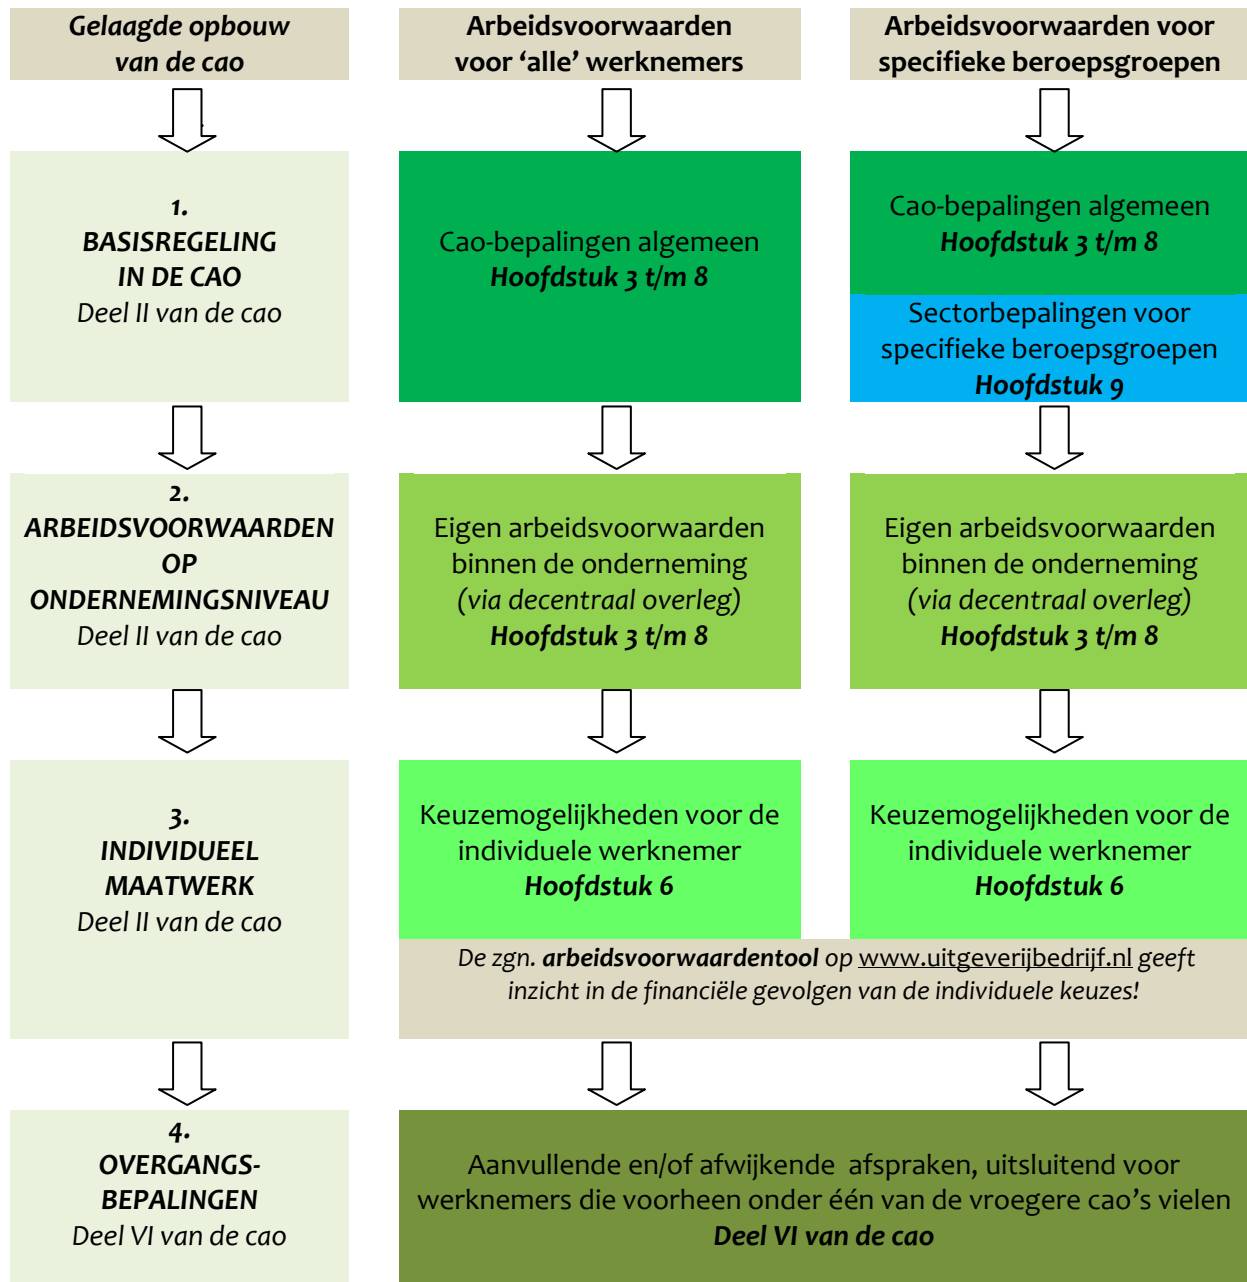 Gelaagde opbouw
van de cao
Arbeidsvoorwaarden
voor ‘alle’ werknemers
Arbeidsvoorwaarden voor
specifieke beroepsgroepen
1.
BASISREGELING
IN DE CAO
Deel II van de cao
Cao-bepalingen algemeen
Hoofdstuk 3 t/m 8
Cao-bepalingen algemeen
Hoofdstuk 3 t/m 8
Sectorbepalingen voor
specifieke beroepsgroepen
Hoofdstuk 9
2.
ARBEIDSVOORWAARDEN
OP
ONDERNEMINGSNIVEAU
Deel II van de cao
Eigen arbeidsvoorwaarden
binnen de onderneming
(via decentraal overleg)
Hoofdstuk 3 t/m 8
Eigen arbeidsvoorwaarden
binnen de onderneming
(via decentraal overleg)
Hoofdstuk 3 t/m 8
3.
INDIVIDUEEL
MAATWERK
Deel II van de cao
Keuzemogelijkheden voor de
individuele werknemer
Hoofdstuk 6
Keuzemogelijkheden voor de
individuele werknemer
Hoofdstuk 6
De zgn. arbeidsvoorwaardentool op www.uitgeverijbedrijf.nl geeft
inzicht in de financiële gevolgen van de individuele keuzes!
4.
OVERGANGS-
BEPALINGEN
Deel VI van de cao
Aanvullende en/of afwijkende afspraken, uitsluitend voor
werknemers die voorheen onder één van de vroegere cao’s vielen
Deel VI van de cao